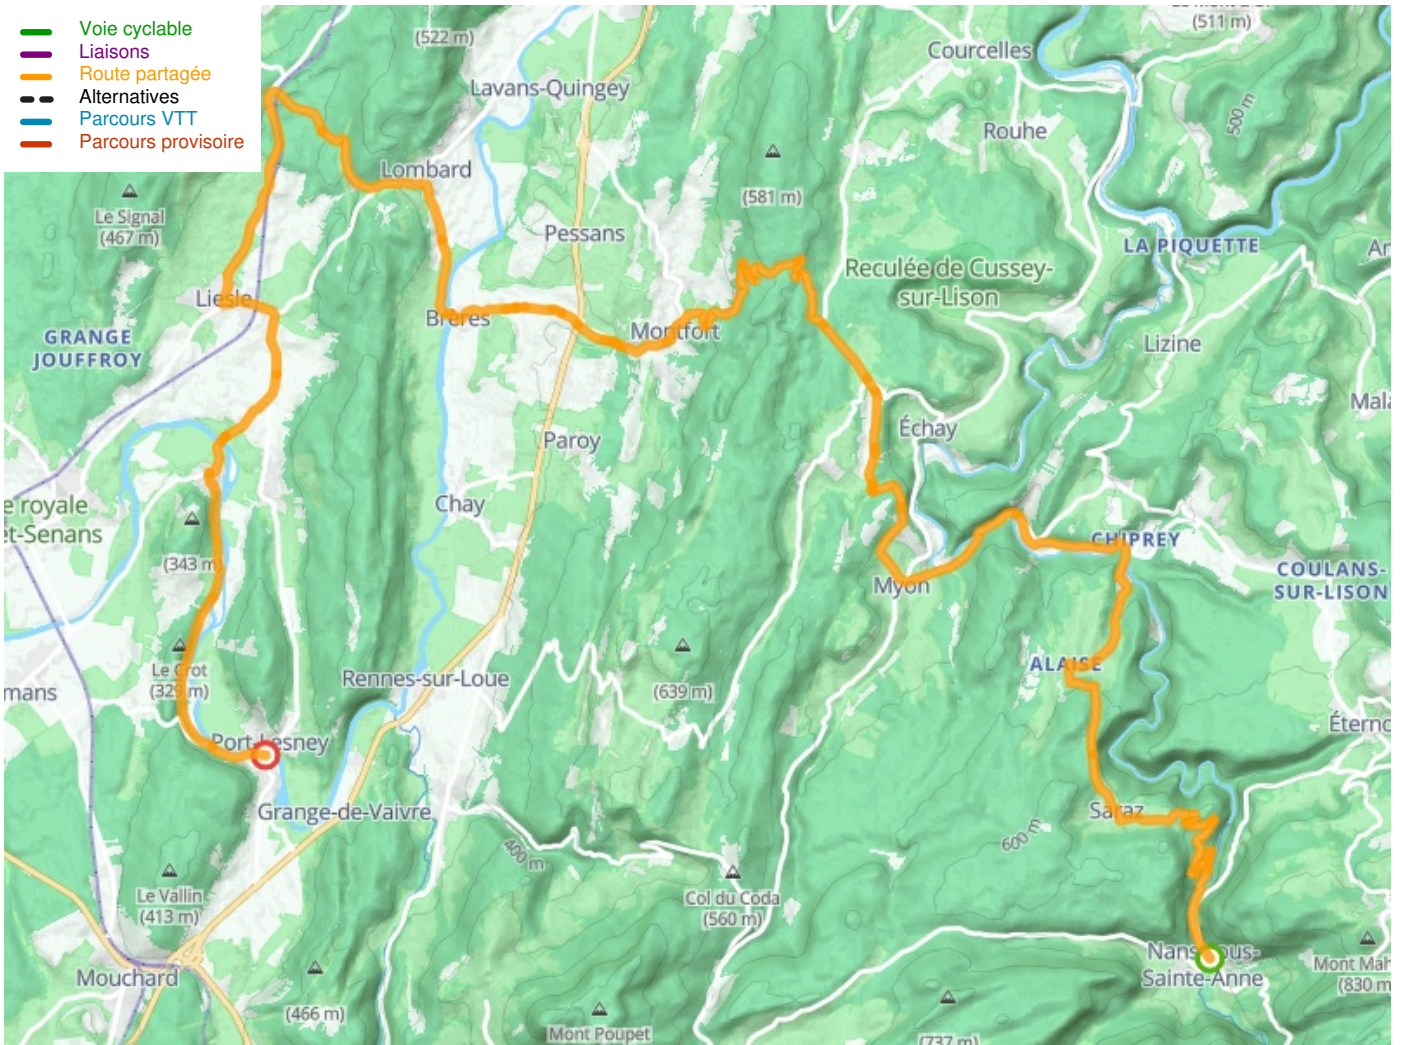 Voie cyclable
Liaisons
Route partagée
Alternatives
Parcours VTT
Parcours provisoire
(511 m)
(522 m)
Courcelles
Lavans-Quingey
500 m
Rouhe
Lombard
(581 m)
Le Signal
(467 m)
Pessans
LA PIQUETTE
Reculée de Cussey-
sur-Lison
Liesle
Brères
Montfort
GRANGE
JOUFFROY
Lizine
Échay
Paroy
Chay
e royale
et-Senans
CHIPREY
(343 m)
COULANS-
SUR-LISON
Myon
Le Crot
(329 m)
ALAISE
Rennes-sur-Loue
(639 m)
mans
Éterno
Port-Lesney
Grange-de-Vaivre
Saraz
600 m
400 m
Le Vallin
(413 m)
Col du Coda
(560 m)
Nans-sous-
Sainte-Anne
Mont Mah
(830 m
Mouchard
(466 m)
Mont Poupet
(737 m)